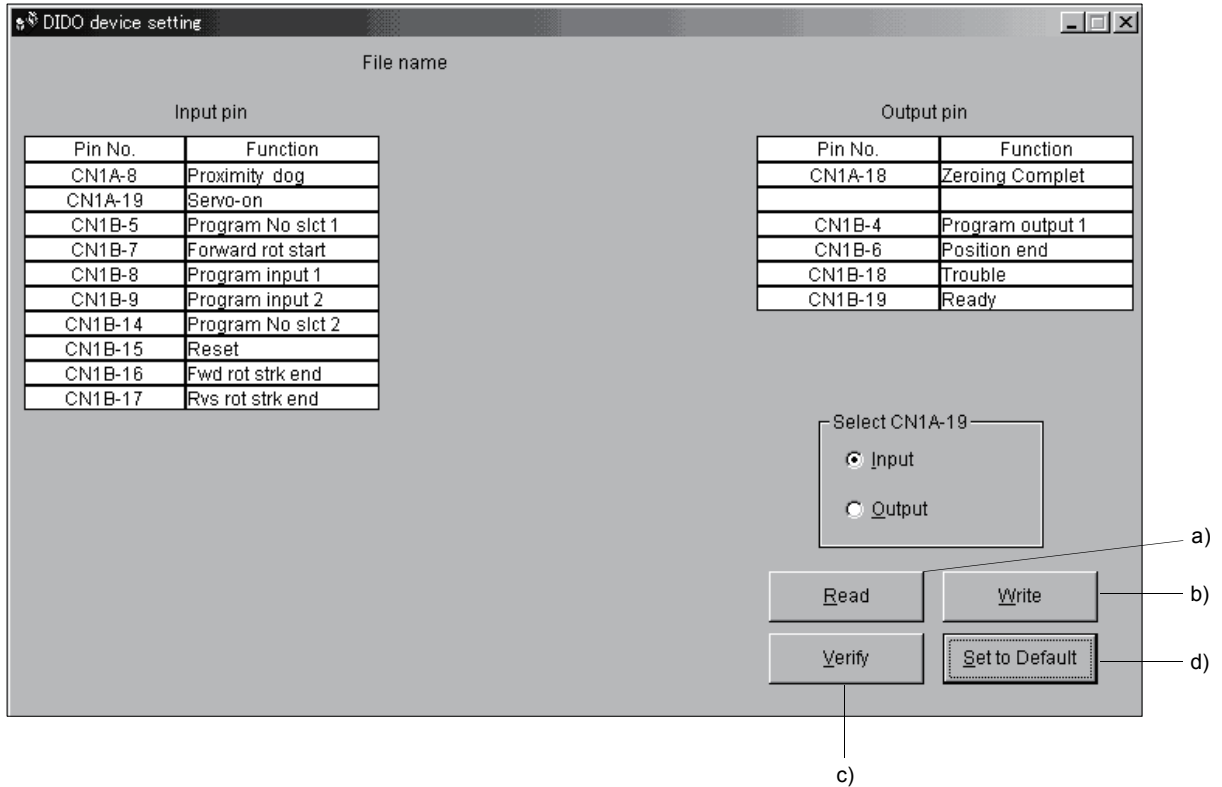 DIDO device setting
File name
Input pin
Pin No. Function
CN1A-8 Proximity dog
CN1A-19 Servo-on
CN1B-5 Program No slct 1
CN1B-7 Forward rot start
CN1B-8 Program input 1
CN1B-9 Program input 2
CN1B-14 Program No slct 2
CN1B-15 Reset
CN1B-16 Fwd rot strk end
CN1B-17 Rvs rot strk end
Output pin
Pin No. Function
CN1A-18 Zeroing Complet
CN1B-4 Program output 1
CN1B-6 Position end
CN1B-18 Trouble
CN1B-19 Ready
Select CN1A-19
Input
Output
a)
Read Write b)
Verify Set to Default d)
c)